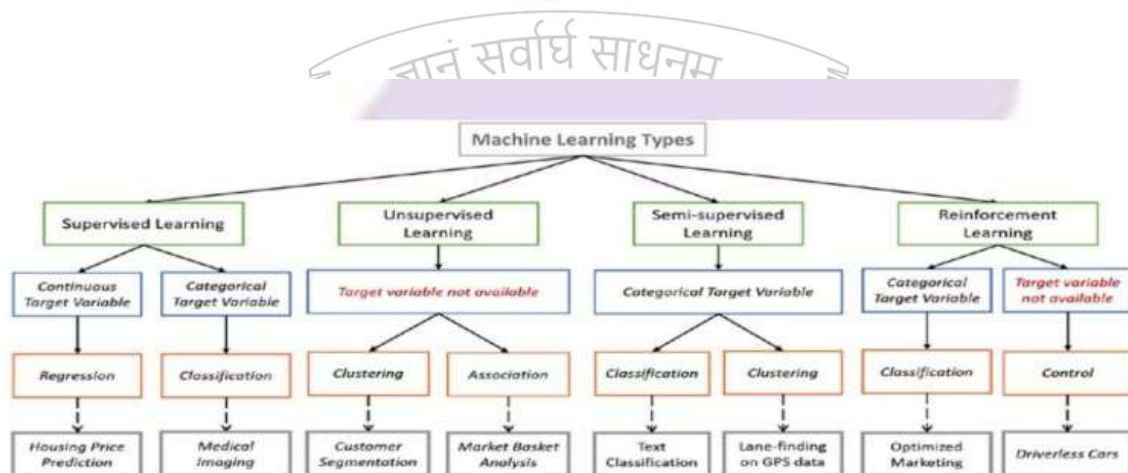 ज्ञानं सर्वार्घ साधनम्
Machine Learning Types
Supervised Learning
Unsupervised
Learning
Semi-supervised
Learning
Reinforcement
Learning
Continuous
Target Variable
Categorical
Target Variable
Target variable not available
Categorical Target Variable
Categorical
Target Variable
Target variable
not available
Regression
Classification
Clustering
Association
Classification
Clustering
Classification
Control
Housing Price
Prediction
Medical
Imaging
Customer
Segmentation
Market Basket
Analysis
Text
Classification
Lane-finding
on GPS data
Optimized
Marketing
Driverless Cars